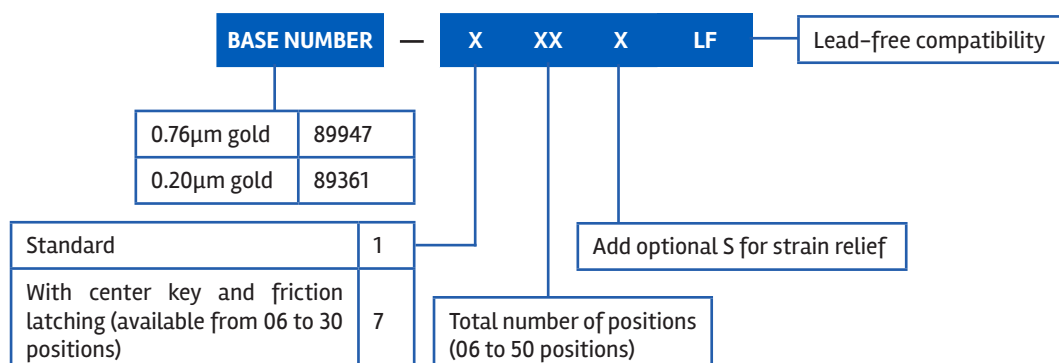 BASE NUMBER — X XX X LF
Lead-free compatibility
0.76µm gold 89947
0.20µm gold 89361
Standard 1
With center key and friction
latching (available from 06 to 30
positions)
7
Add optional S for strain relief
Total number of positions
(06 to 50 positions)